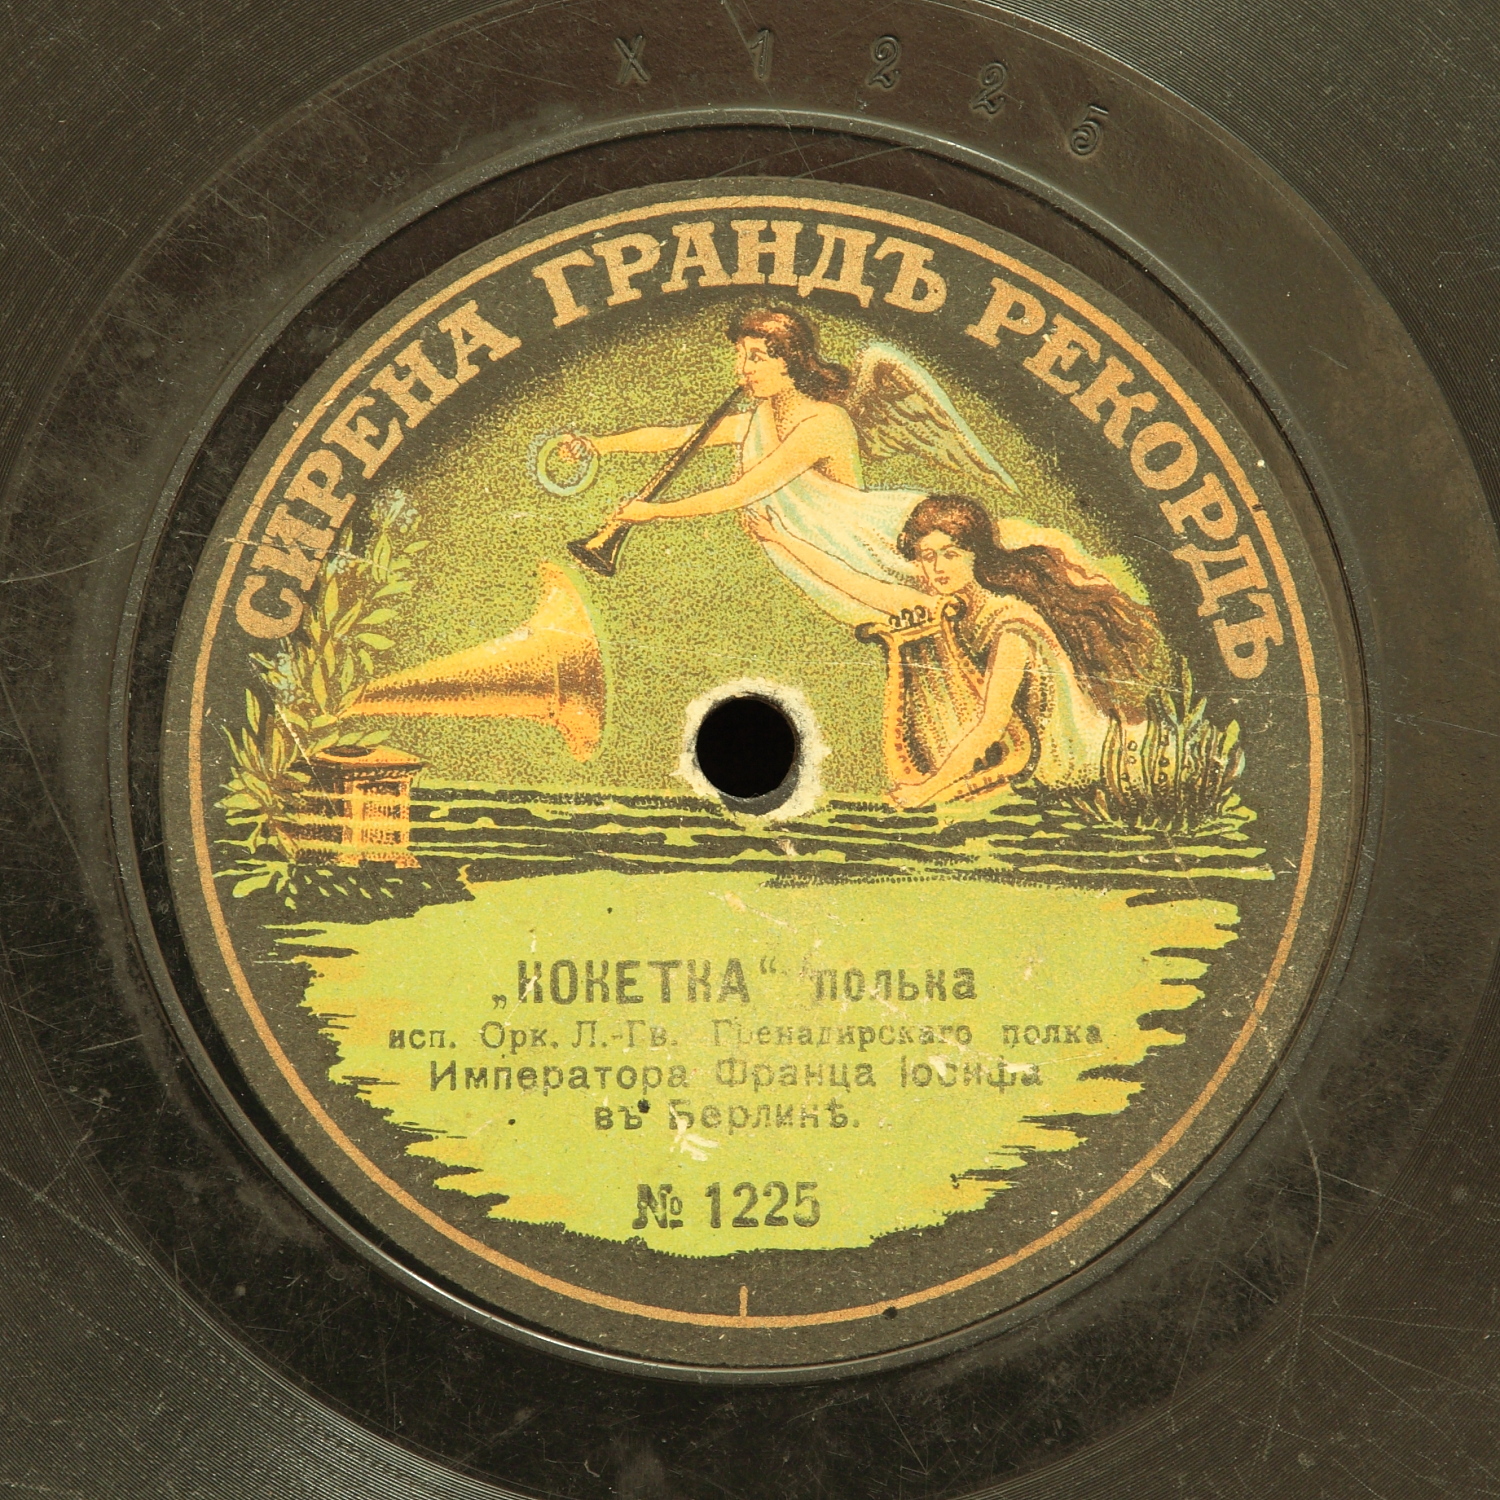 X 1225
СИРЕНА ГРАНДЪ РЕКОРДЪ
„КОКЕТКА“ полька
исп. Орк. Л.-Гв. Гренадирскаго полка
Императора Франца Іосифа
въ Берлинѣ.
№ 1225